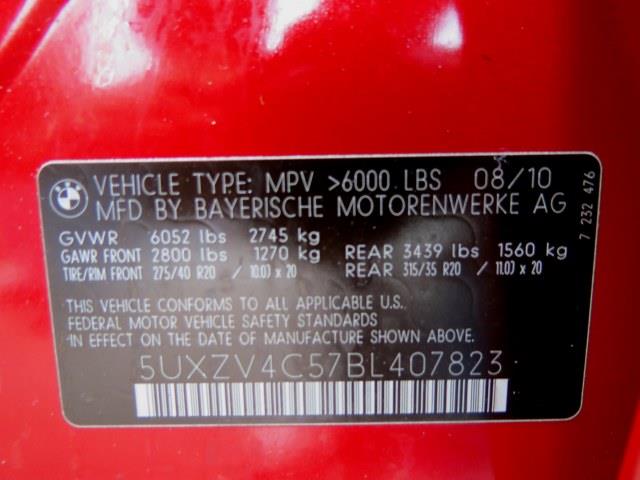 BMW
VEHICLE TYPE: MPV >6000 LBS 08/10
MFD BY BAYERISCHE MOTORENWERKE AG
GVWR 6052 lbs 2745 kg
GAWR FRONT 2800 lbs 1270 kg REAR 3439 lbs 1560 kg
TIRE/RIM FRONT 275/40 R20 / 10.0J x 20 REAR 315/35 R20 / 11.0J x 20
THIS VEHICLE CONFORMS TO ALL APPLICABLE U.S.
FEDERAL MOTOR VEHICLE SAFETY STANDARDS
IN EFFECT ON THE DATE OF MANUFACTURE SHOWN ABOVE.
5UXZV4C57BL407823
7 232 476